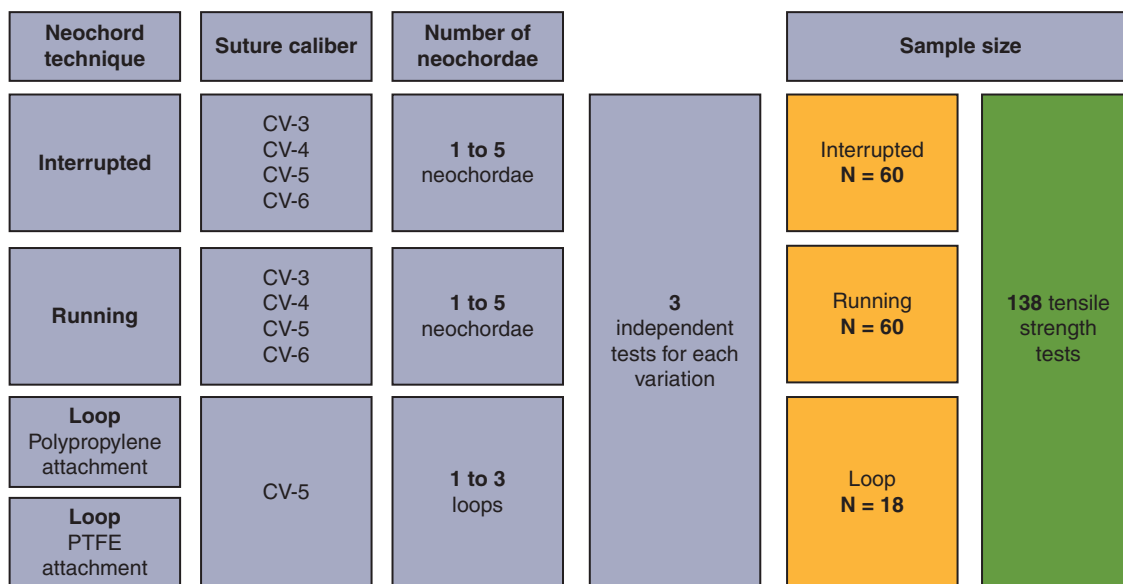 Neochord
technique
Suture caliber
Number of
neochordae
Sample size
Interrupted
CV-3
CV-4
CV-5
CV-6
1 to 5
neochordae
Running
CV-3
CV-4
CV-5
CV-6
1 to 5
neochordae
Loop
Polypropylene
attachment
Loop
PTFE
attachment
CV-5
1 to 3
loops
3
independent
tests for each
variation
Interrupted
N = 60
Running
N = 60
Loop
N = 18
138 tensile
strength
tests